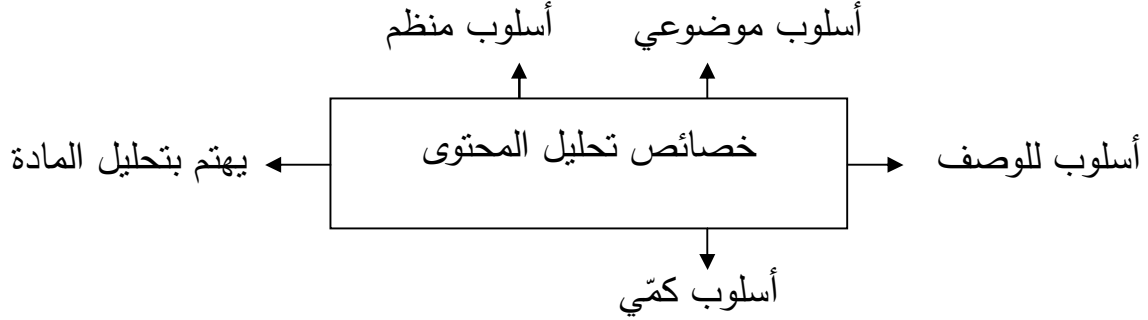 أسلوب موضوعي
أسلوب منظم
خصائص تحليل المحتوى
أسلوب للوصف
يهتم بتحليل المادة
أسلوب كمّي